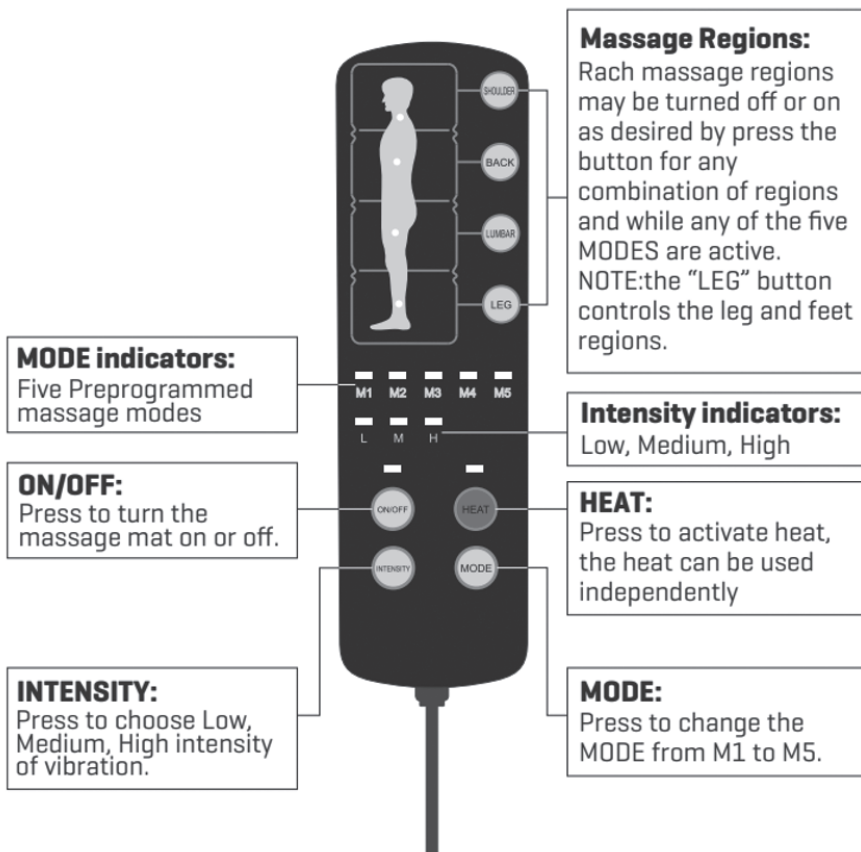 Massage Regions:
Rach massage regions
may be turned off or on
as desired by press the
button for any
combination of regions
and while any of the five
MODES are active.
NOTE:the “LEG” button
controls the leg and feet
regions.
SHOULDER
BACK
LUMBAR
LEG
MODE indicators:
Five Preprogrammed
massage modes
M1 M2 M3 M4 M5
L M H
Intensity indicators:
Low, Medium, High
ON/OFF:
Press to turn the
massage mat on or off.
ON/OFF
HEAT
HEAT:
Press to activate heat,
the heat can be used
independently
INTENSITY
MODE
INTENSITY:
Press to choose Low,
Medium, High intensity
of vibration.
MODE:
Press to change the
MODE from M1 to M5.